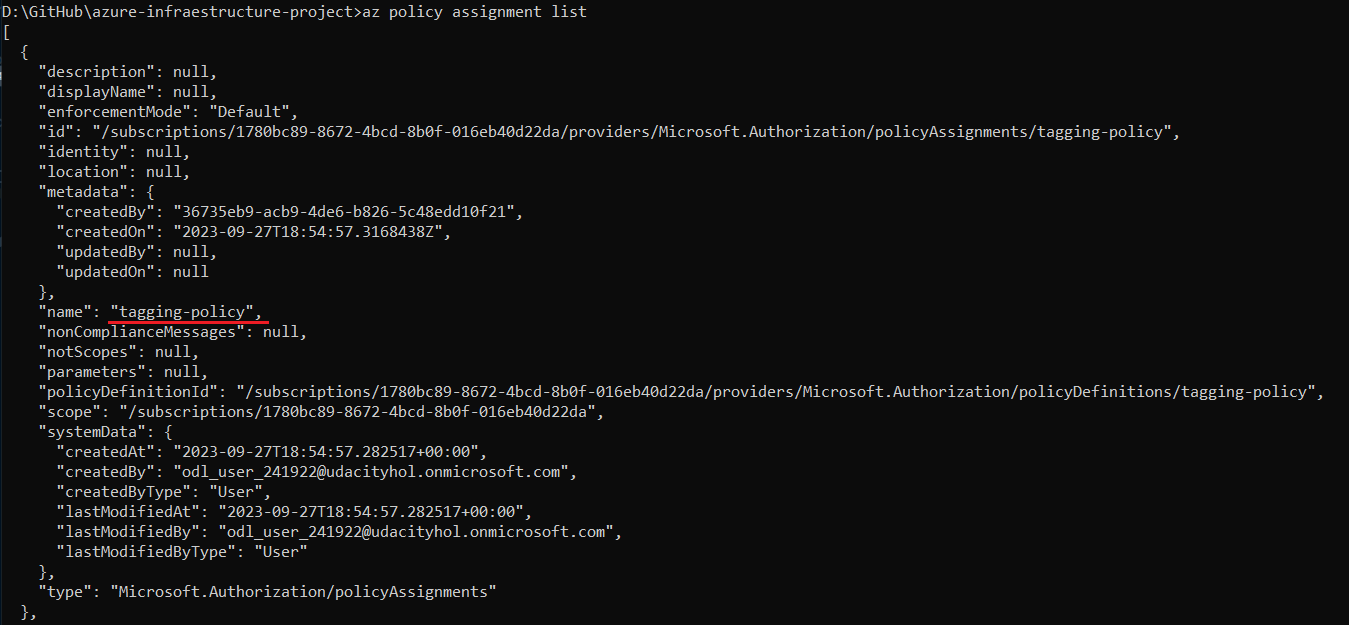 D:\GitHub\azure-infraestructure-project>az policy assignment list
[
  {
    "description": null,
    "displayName": null,
    "enforcementMode": "Default",
    "id": "/subscriptions/1780bc89-8672-4bcd-8b0f-016eb40d22da/providers/Microsoft.Authorization/policyAssignments/tagging-policy",
    "identity": null,
    "location": null,
    "metadata": {
      "createdBy": "36735eb9-acb9-4de6-b826-5c48edd10f21",
      "createdOn": "2023-09-27T18:54:57.3168438Z",
      "updatedBy": null,
      "updatedOn": null
    },
    "name": "tagging-policy",
    "nonComplianceMessages": null,
    "notScopes": null,
    "parameters": null,
    "policyDefinitionId": "/subscriptions/1780bc89-8672-4bcd-8b0f-016eb40d22da/providers/Microsoft.Authorization/policyDefinitions/tagging-policy",
    "scope": "/subscriptions/1780bc89-8672-4bcd-8b0f-016eb40d22da",
    "systemData": {
      "createdAt": "2023-09-27T18:54:57.282517+00:00",
      "createdBy": "odl_user_241922@udacityhol.onmicrosoft.com",
      "createdByType": "User",
      "lastModifiedAt": "2023-09-27T18:54:57.282517+00:00",
      "lastModifiedBy": "odl_user_241922@udacityhol.onmicrosoft.com",
      "lastModifiedByType": "User"
    },
    "type": "Microsoft.Authorization/policyAssignments"
  },